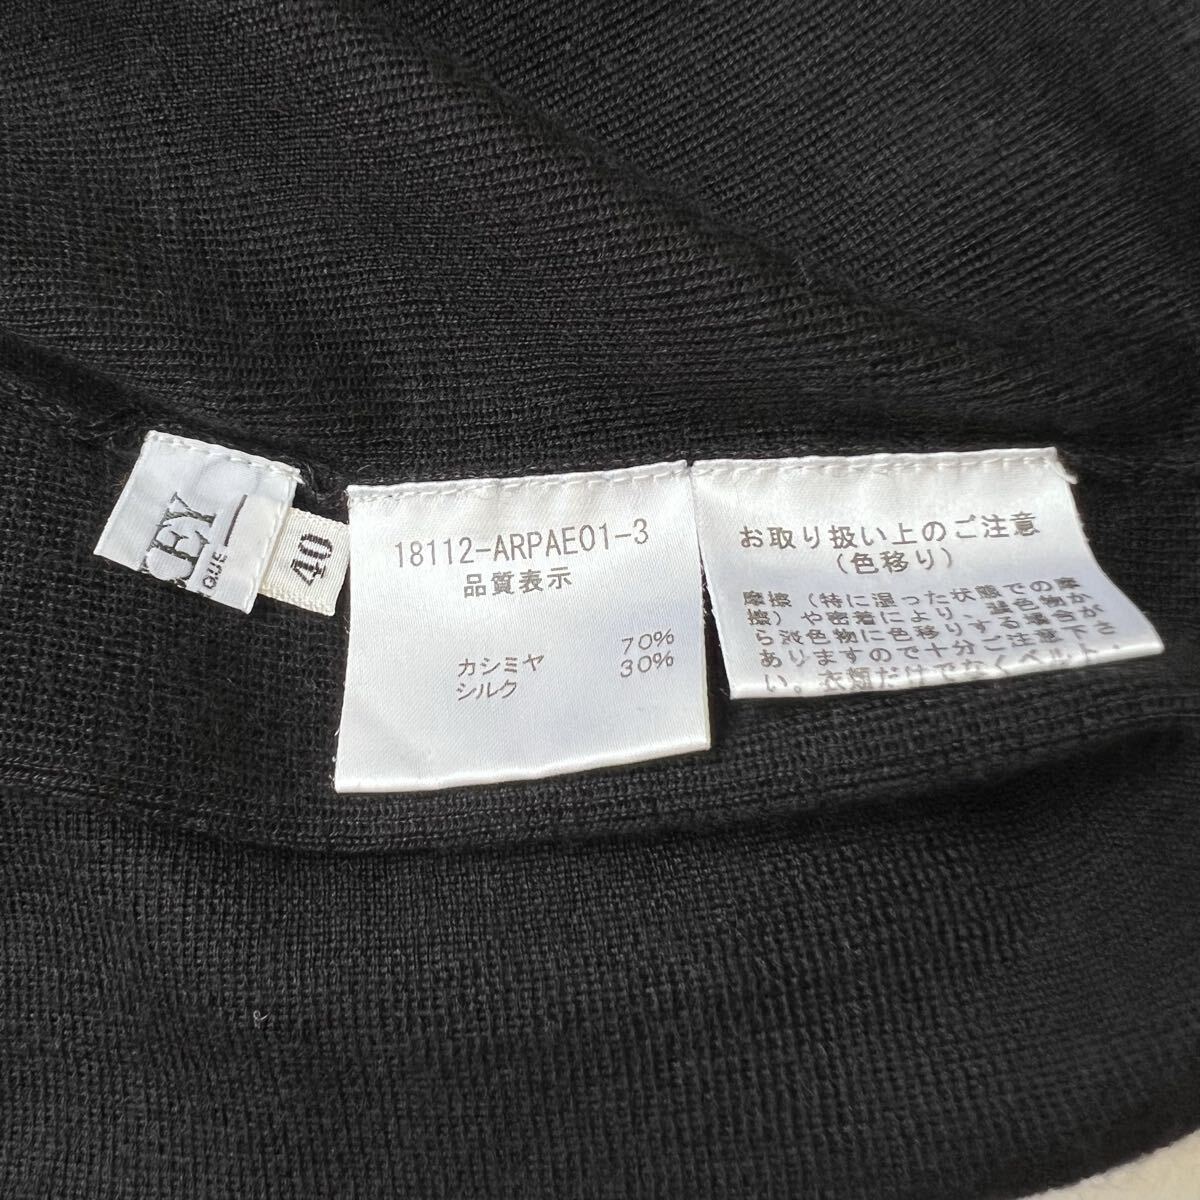 KEY
QUE
40
18112-ARPAE01-3
品質表示
カシミヤ 70%
シルク 30%
お取り扱い上のご注意
(色移り)
摩擦(特に湿った状態での摩
擦)や密着により、濃色物か
ら淡色物に色移りする場合が
ありますので十分ご注意下さ
い。衣類だけでなくベルト・